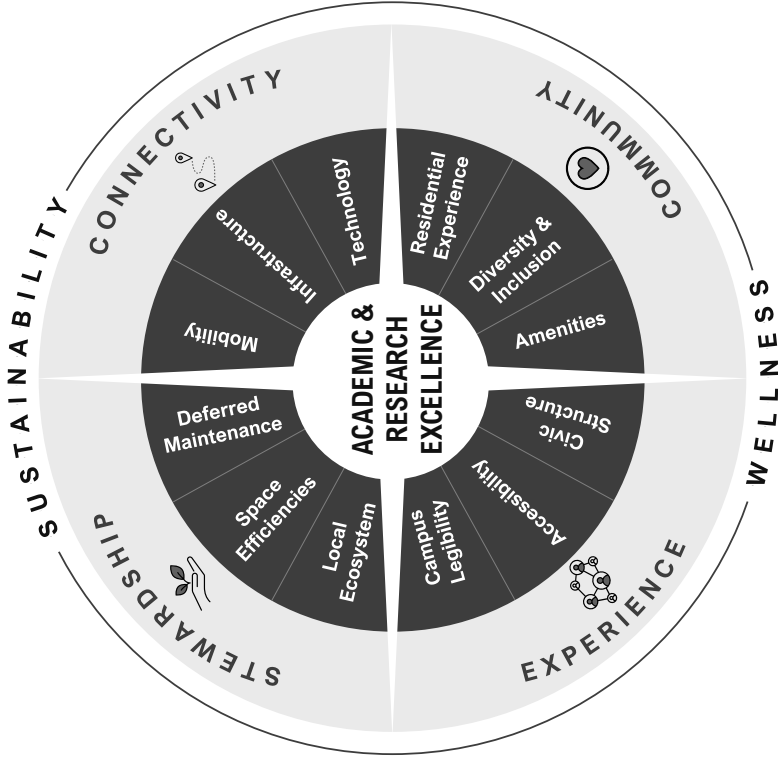 SUSTAINABILITY
WELLNESS
CONNECTIVITY
Mobility
Infrastructure
Technology
COMMUNITY
Residential
Experience
Diversity &
Inclusion
Amenities
ACADEMIC &
RESEARCH
EXCELLENCE
STEWARDSHIP
Deferred
Maintenance
Space
Efficiencies
Local
Ecosystem
EXPERIENCE
Civic
Structure
Accessibility
Campus
Legibility